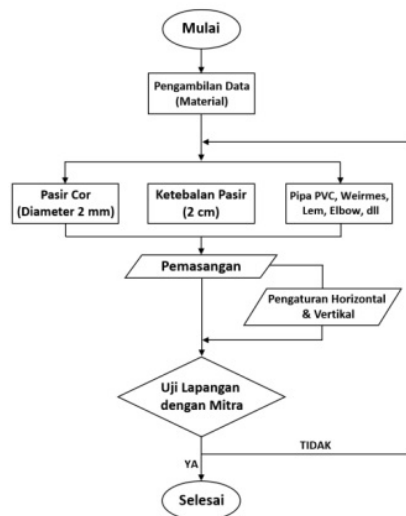 Mulai
Pengambilan Data
(Material)
Pasir Cor
(Diameter 2 mm)
Ketebalan Pasir
(2 cm)
Pipa PVC, Weirmes,
Lem, Elbow, dll
Pemasangan
Pengaturan Horizontal
& Vertikal
Uji Lapangan
dengan Mitra
TIDAK
YA
Selesai